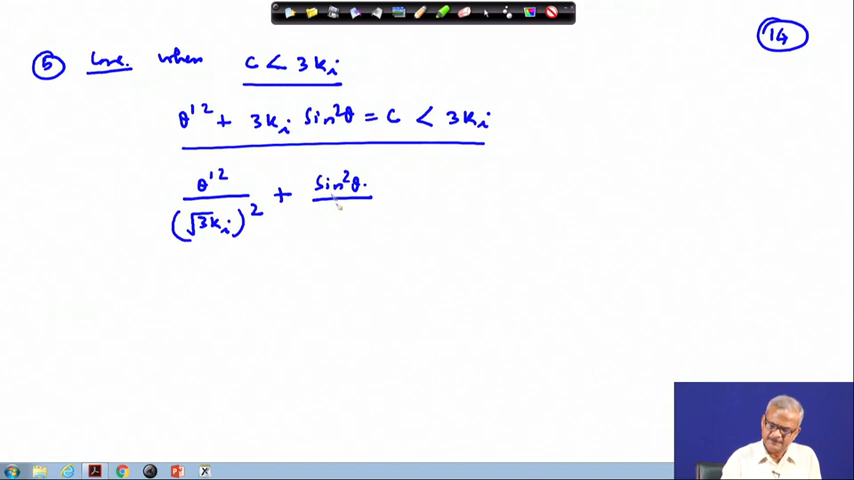 14
5 Case. when C < 3kᵢ
θ'² + 3kᵢ Sin²θ = C < 3kᵢ
θ'² / (√3kᵢ)² + Sin²θ.